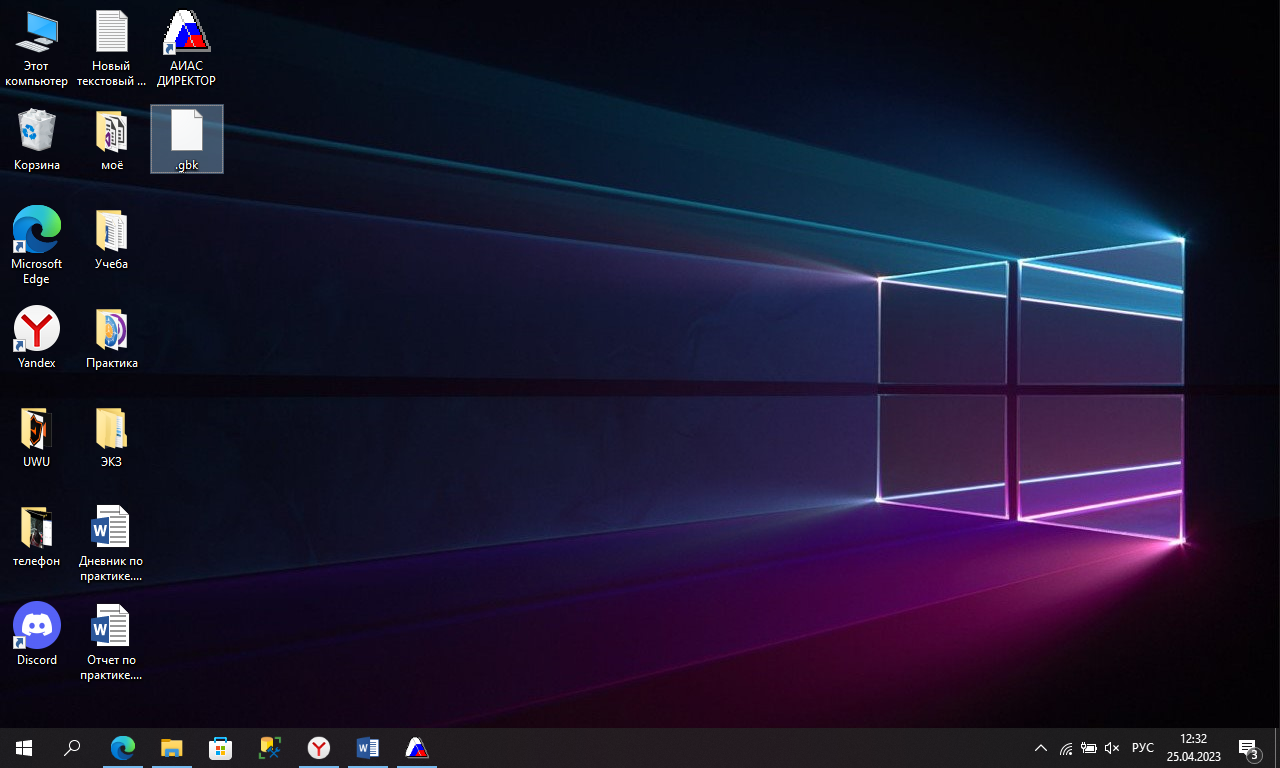 Этот
компьютер
Новый
текстовый ...
АИАС
ДИРЕКТОР
Корзина
моё
.gbk
Microsoft
Edge
Учеба
Yandex
Практика
UWU
ЭКЗ
телефон
Дневник по
практике....
Discord
Отчет по
практике....
РУС
12:32
25.04.2023
3